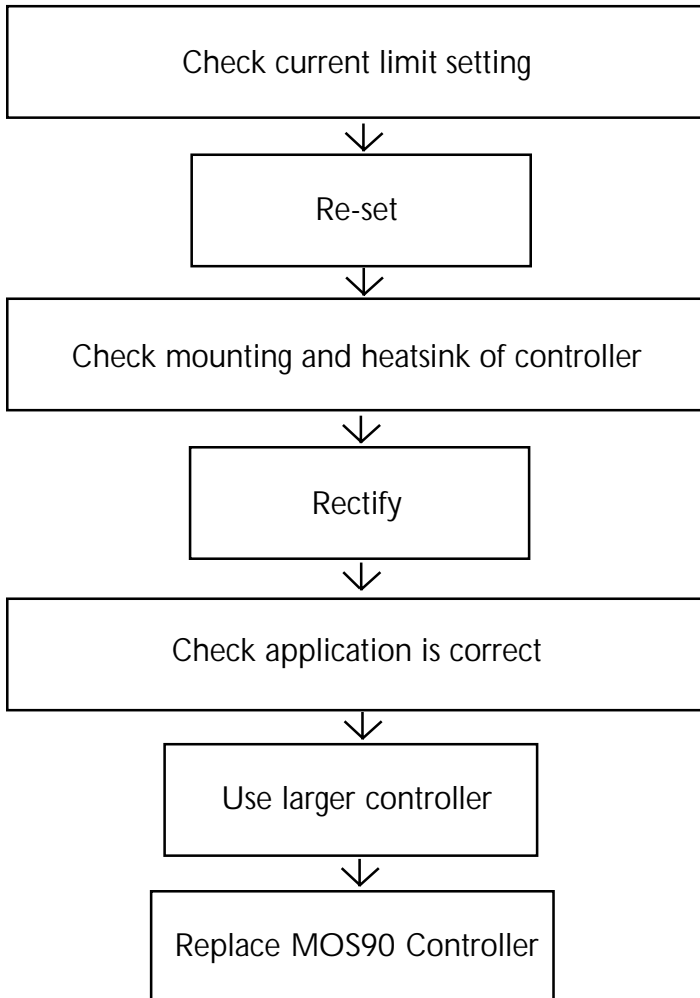 Check current limit setting
Re-set
Check mounting and heatsink of controller
Rectify
Check application is correct
Use larger controller
Replace MOS90 Controller